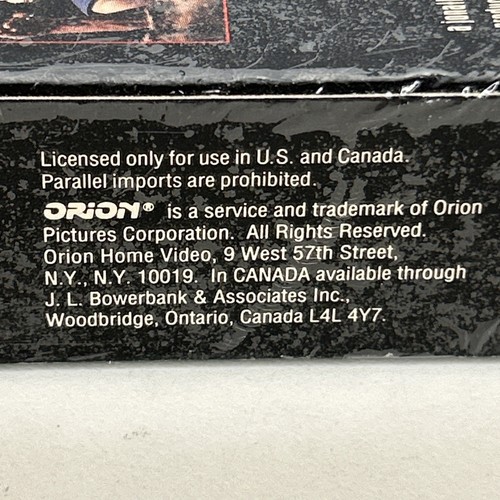 Licensed only for use in U.S. and Canada.
Parallel imports are prohibited.
ORION® is a service and trademark of Orion
Pictures Corporation. All Rights Reserved.
Orion Home Video, 9 West 57th Street,
N.Y., N.Y. 10019. In CANADA available through
J. L. Bowerbank & Associates Inc.,
Woodbridge, Ontario, Canada L4L 4Y7.